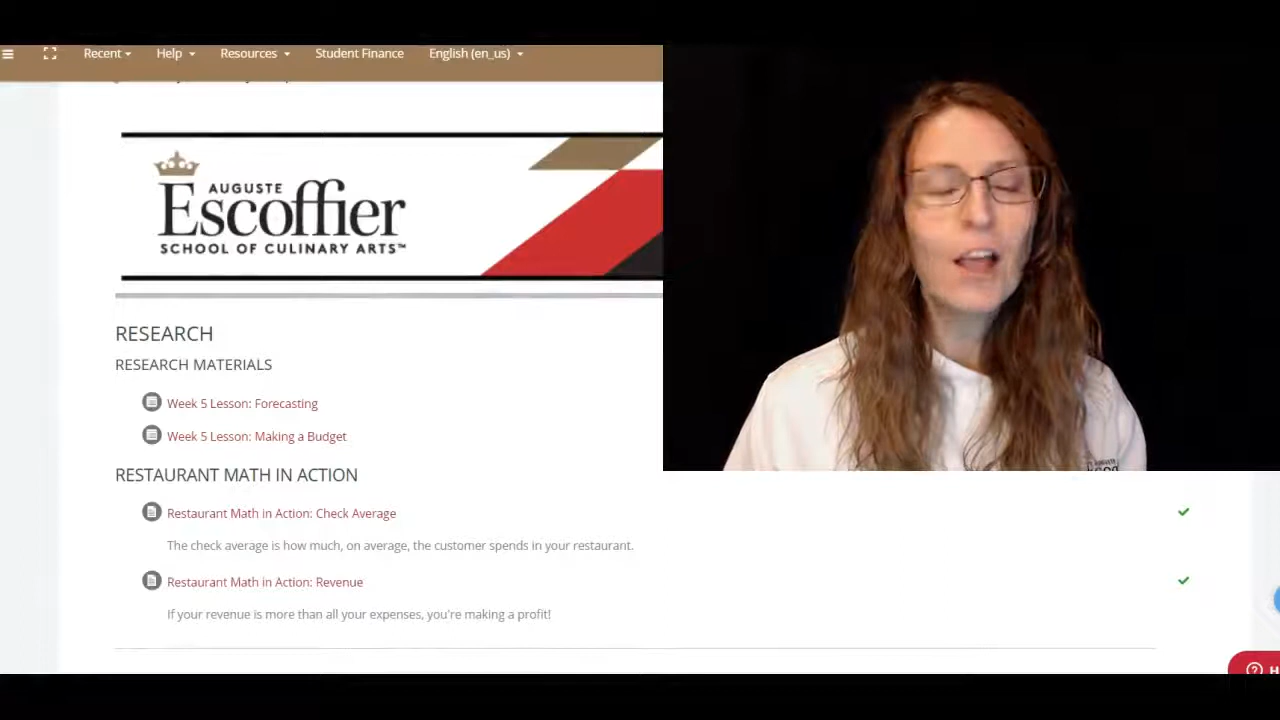 Recent
Help
Resources
Student Finance
English (en_us)
AUGUSTE
Escoffier
SCHOOL OF CULINARY ARTS™
RESEARCH
RESEARCH MATERIALS
Week 5 Lesson: Forecasting
Week 5 Lesson: Making a Budget
RESTAURANT MATH IN ACTION
Restaurant Math in Action: Check Average
The check average is how much, on average, the customer spends in your restaurant.
Restaurant Math in Action: Revenue
If your revenue is more than all your expenses, you're making a profit!